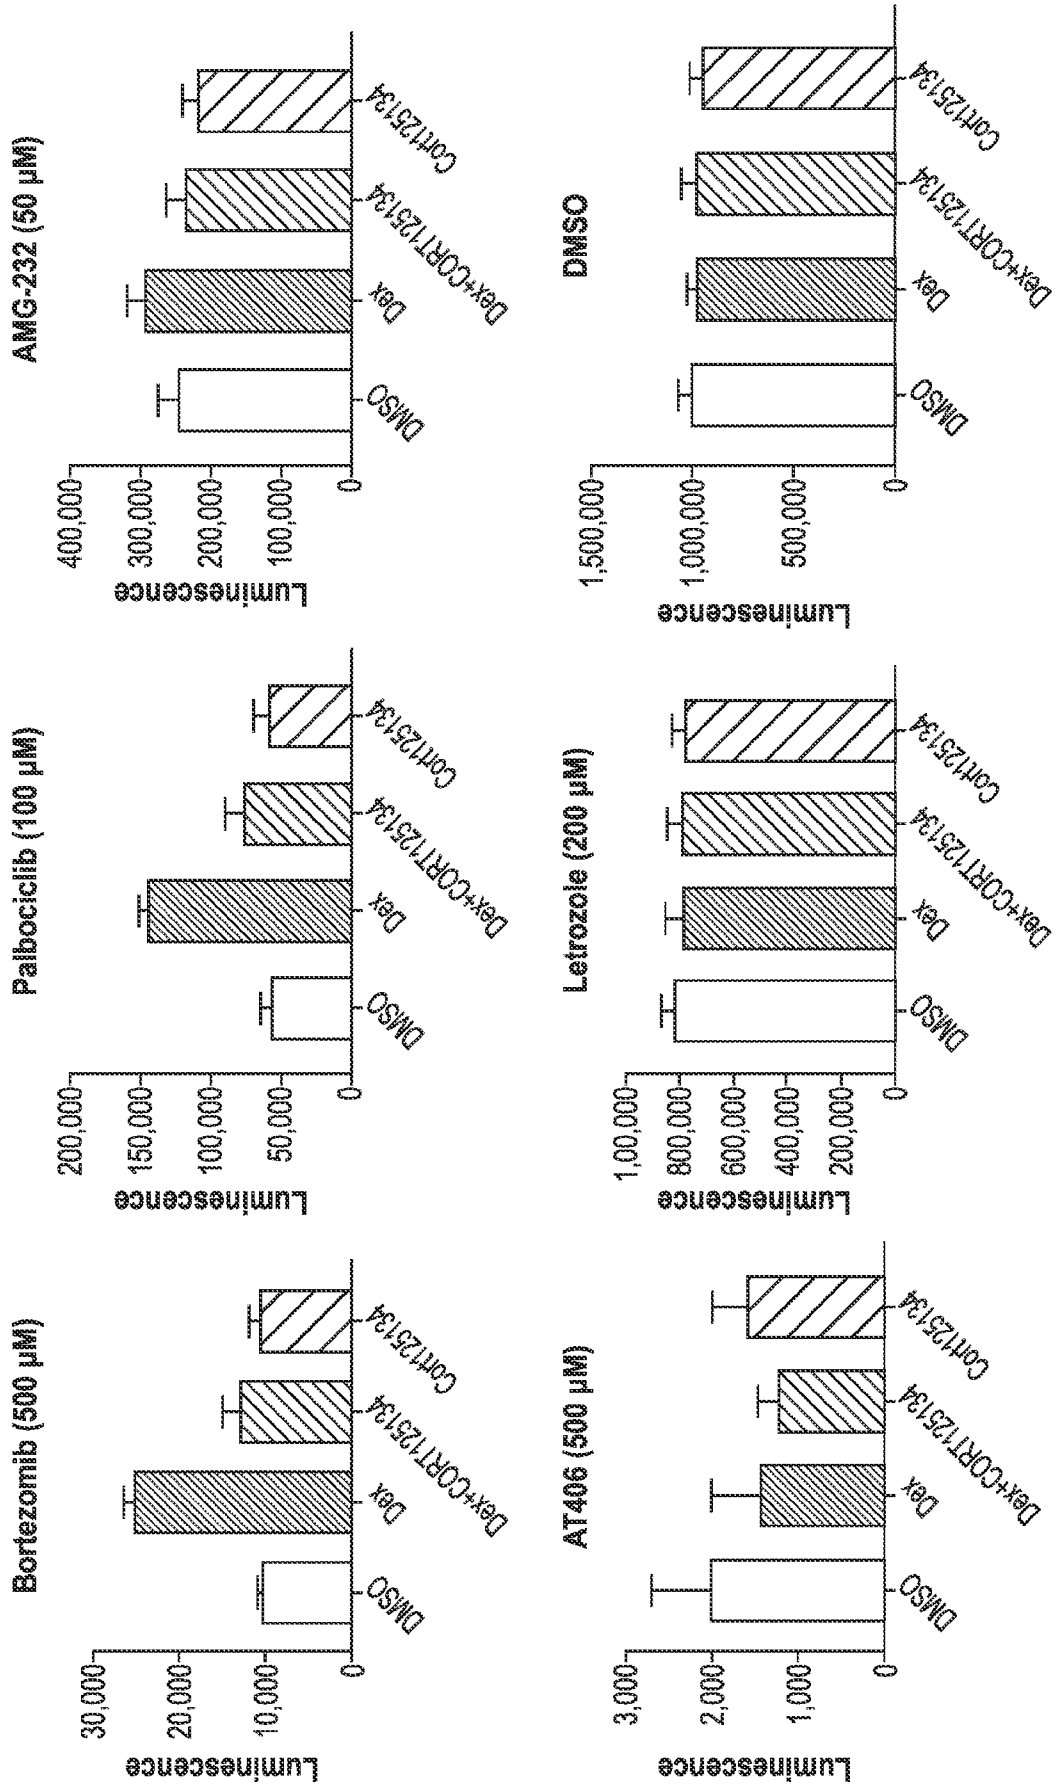 Bortezomib (500 µM)
Luminescence
30,000
20,000
10,000
0
DMSO
Dex
Dex+CORT125134
Cort125134
Palbociclib (100 µM)
Luminescence
200,000
150,000
100,000
50,000
0
DMSO
Dex
Dex+CORT125134
Cort125134
AMG-232 (50 µM)
Luminescence
400,000
300,000
200,000
100,000
0
DMSO
Dex
Dex+CORT125134
Cort125134
AT406 (500 µM)
Luminescence
3,000
2,000
1,000
0
DMSO
Dex
Dex+CORT125134
Cort125134
Letrozole (200 µM)
Luminescence
1,00,000
800,000
600,000
400,000
200,000
0
DMSO
Dex
Dex+CORT125134
Cort125134
DMSO
Luminescence
1,500,000
1,000,000
500,000
0
DMSO
Dex
Dex+CORT125134
Cort125134